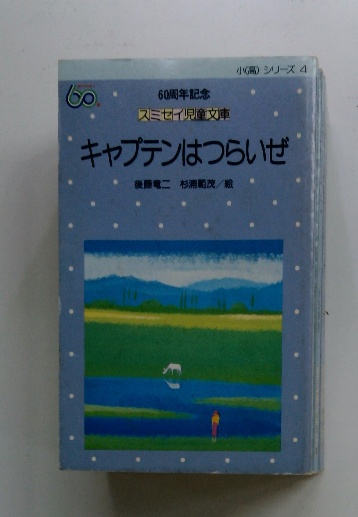 小(高) シリーズ 4
60
60周年記念
スミセイ児童文庫
キャプテンはつらいぜ
後藤竜二 杉浦範茂/絵